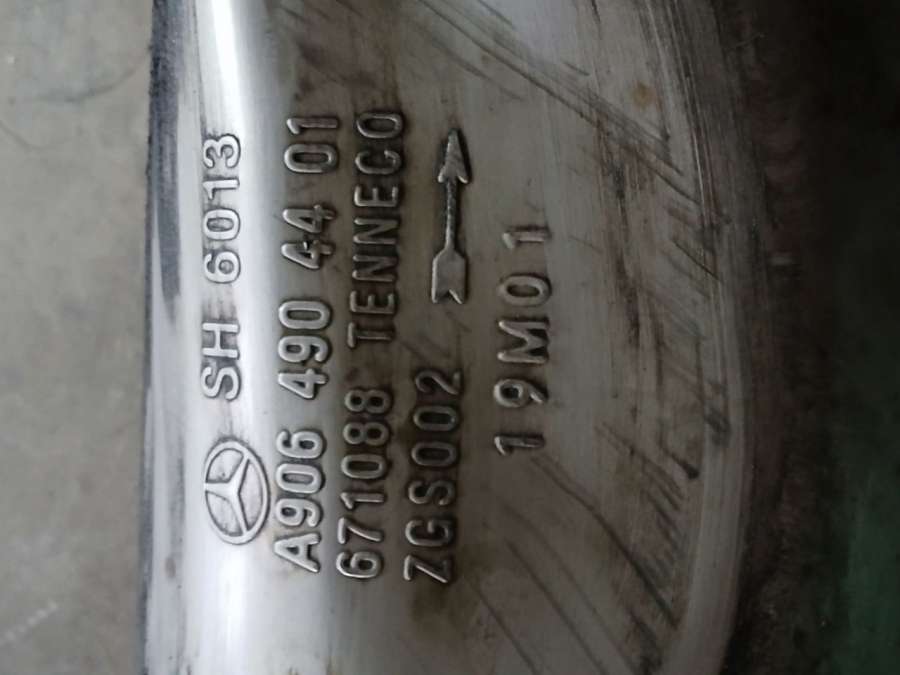 SH 6013
A906 490 44 01
671088 TENNECO
ZGS002
19M01